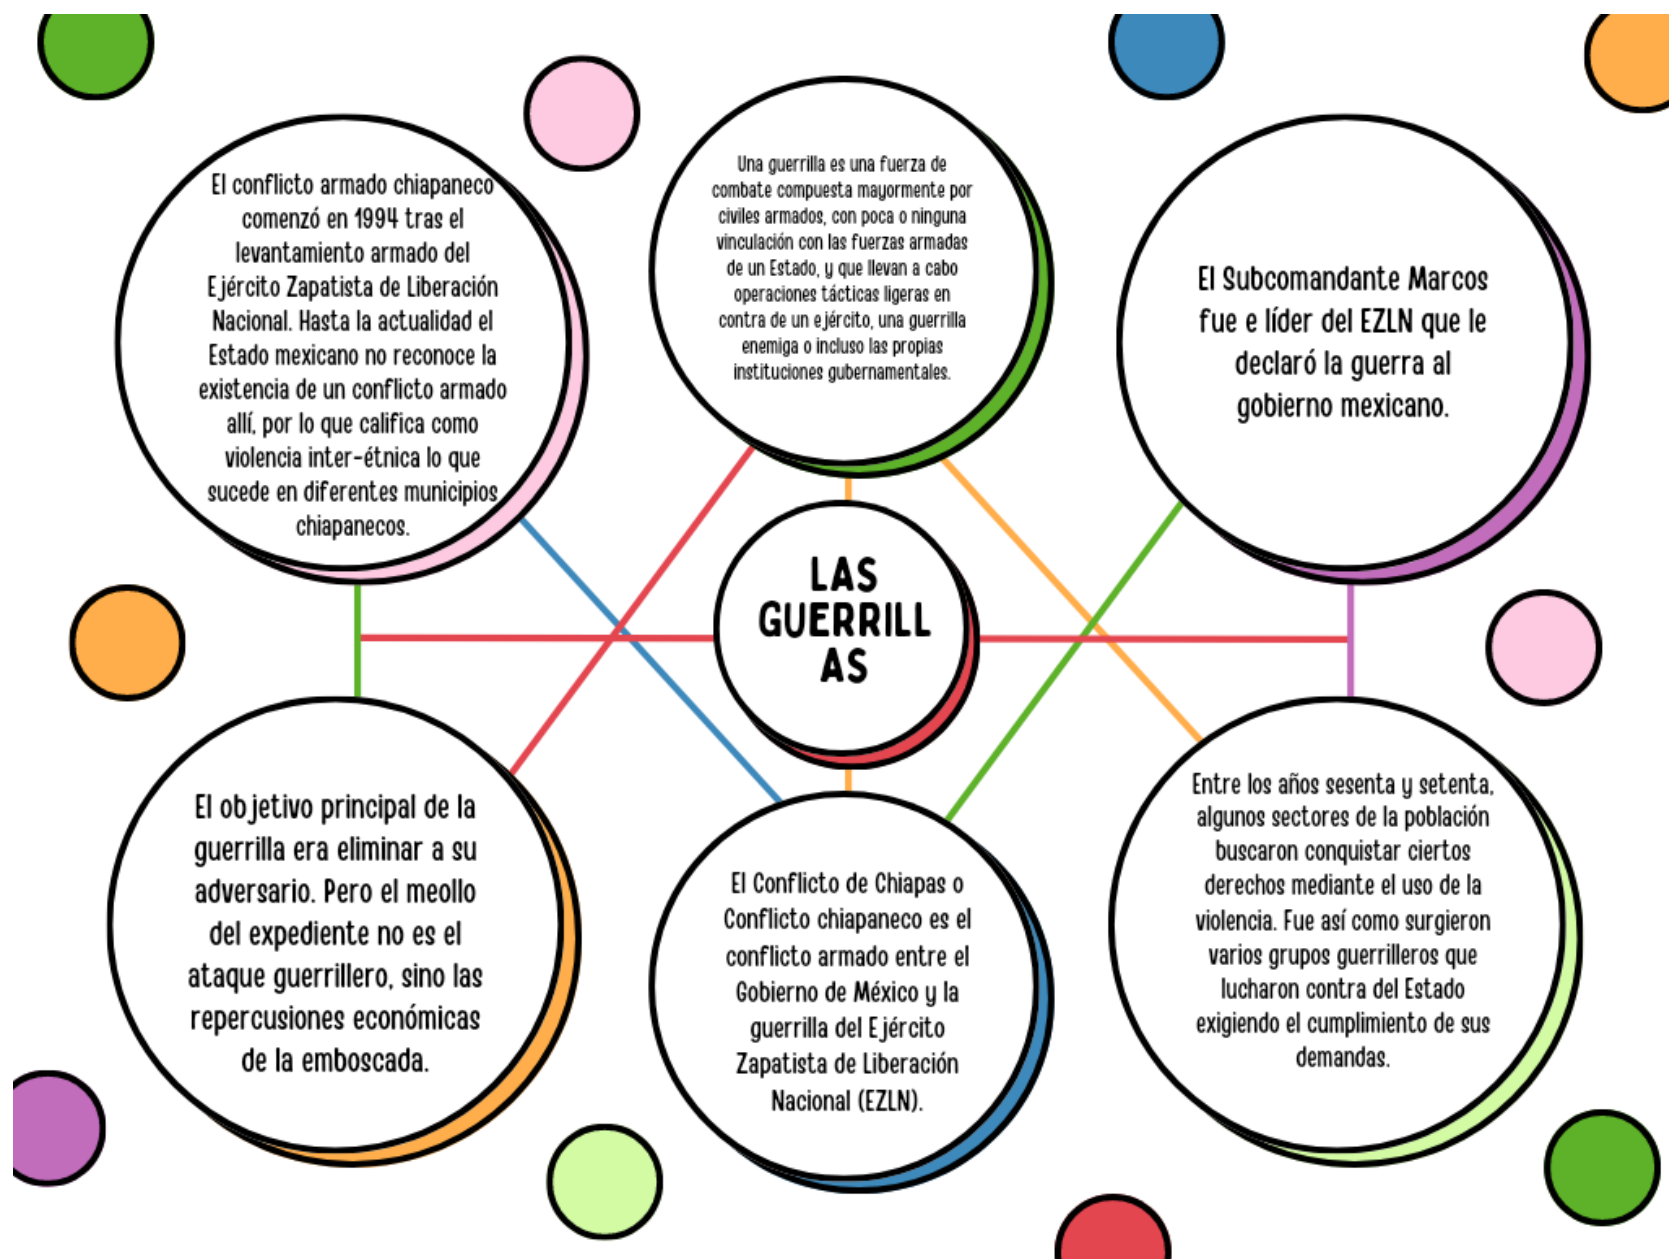 El conflicto armado chiapaneco
comenzó en 1994 tras el
levantamiento armado del
Ejército Zapatista de Liberación
Nacional. Hasta la actualidad el
Estado mexicano no reconoce la
existencia de un conflicto armado
allí, por lo que califica como
violencia inter-étnica lo que
sucede en diferentes municipios
chiapanecos.
Una guerrilla es una fuerza de
combate compuesta mayormente por
civiles armados, con poca o ninguna
vinculación con las fuerzas armadas
de un Estado, y que llevan a cabo
operaciones tácticas ligeras en
contra de un ejército, una guerrilla
enemiga o incluso las propias
instituciones gubernamentales.
El Subcomandante Marcos
fue e líder del EZLN que le
declaró la guerra al
gobierno mexicano.
LAS
GUERRILL
AS
El objetivo principal de la
guerrilla era eliminar a su
adversario. Pero el meollo
del expediente no es el
ataque guerrillero, sino las
repercusiones económicas
de la emboscada.
El Conflicto de Chiapas o
Conflicto chiapaneco es el
conflicto armado entre el
Gobierno de México y la
guerrilla del Ejército
Zapatista de Liberación
Nacional (EZLN).
Entre los años sesenta y setenta,
algunos sectores de la población
buscaron conquistar ciertos
derechos mediante el uso de la
violencia. Fue así como surgieron
varios grupos guerrilleros que
lucharon contra del Estado
exigiendo el cumplimiento de sus
demandas.